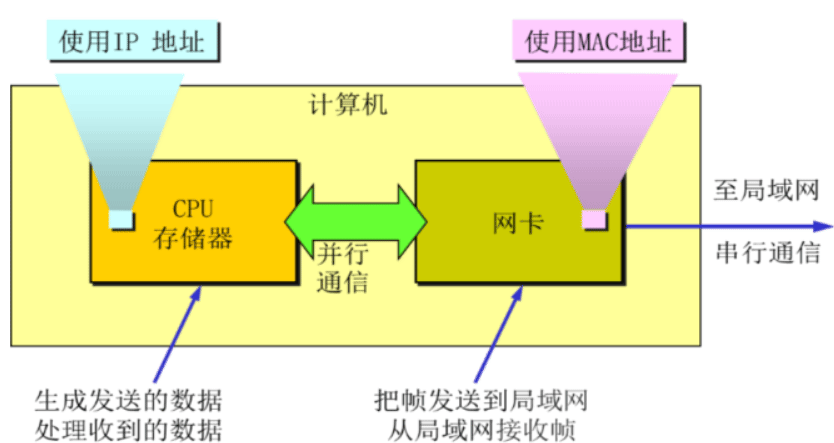 使用IP 地址
使用MAC地址
计算机
CPU
存储器
并行
通信
网卡
至局域网
串行通信
生成发送的数据
处理收到的数据
把帧发送到局域网
从局域网接收帧